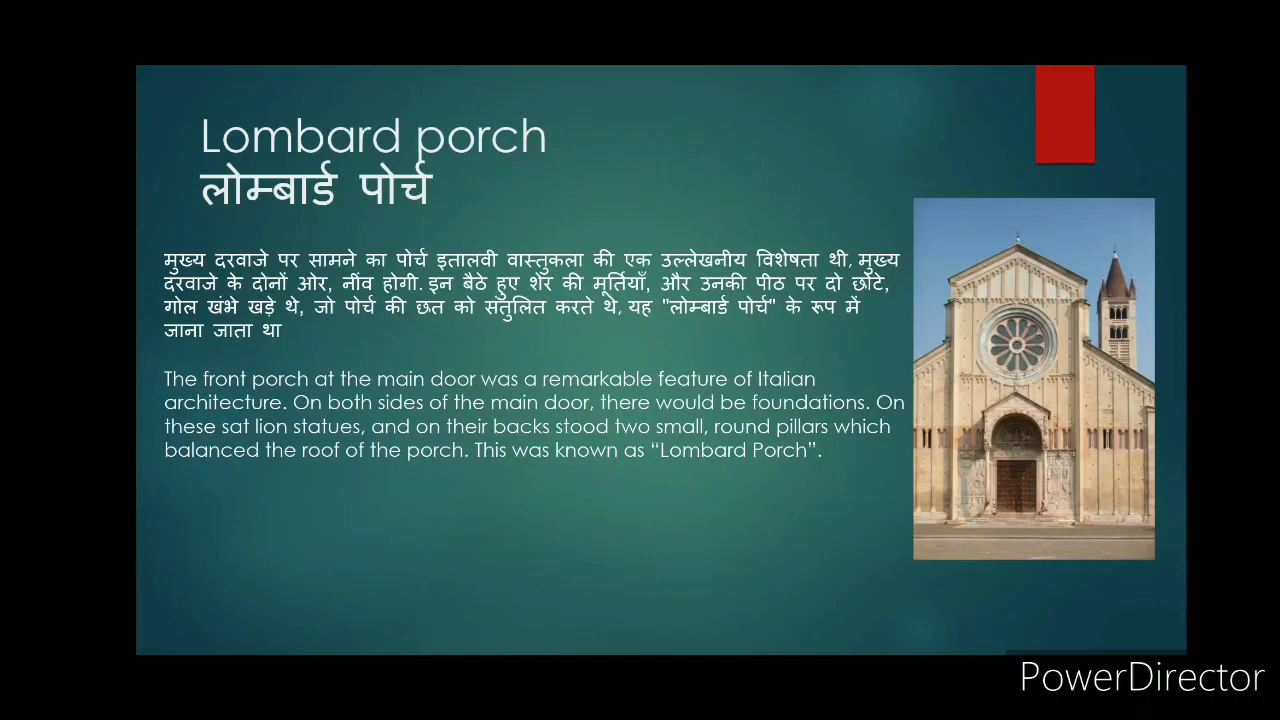 Lombard porch
लोम्बार्ड पोर्च
मुख्य दरवाजे पर सामने का पोर्च इतालवी वास्तुकला की एक उल्लेखनीय विशेषता थी, मुख्य
दरवाजे के दोनों ओर, नींव होगी. इन बैठे हुए शेर की मूर्तियाँ, और उनकी पीठ पर दो छोटे,
गोल खंभे खड़े थे, जो पोर्च की छत को संतुलित करते थे, यह "लोम्बार्ड पोर्च" के रूप में
जाना जाता था
The front porch at the main door was a remarkable feature of Italian
architecture. On both sides of the main door, there would be foundations. On
these sat lion statues, and on their backs stood two small, round pillars which
balanced the roof of the porch. This was known as “Lombard Porch”.
PowerDirector